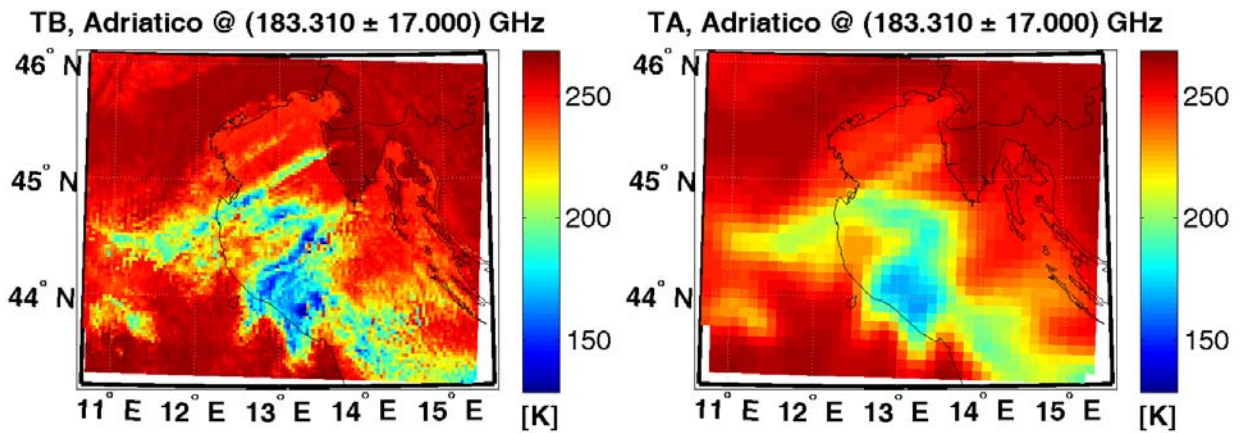 TB, Adriatico @ (183.310 ± 17.000) GHz
46° N
45° N
44° N
11° E 12° E 13° E 14° E 15° E
250
200
150
[K]
TA, Adriatico @ (183.310 ± 17.000) GHz
46° N
45° N
44° N
11° E 12° E 13° E 14° E 15° E
250
200
150
[K]